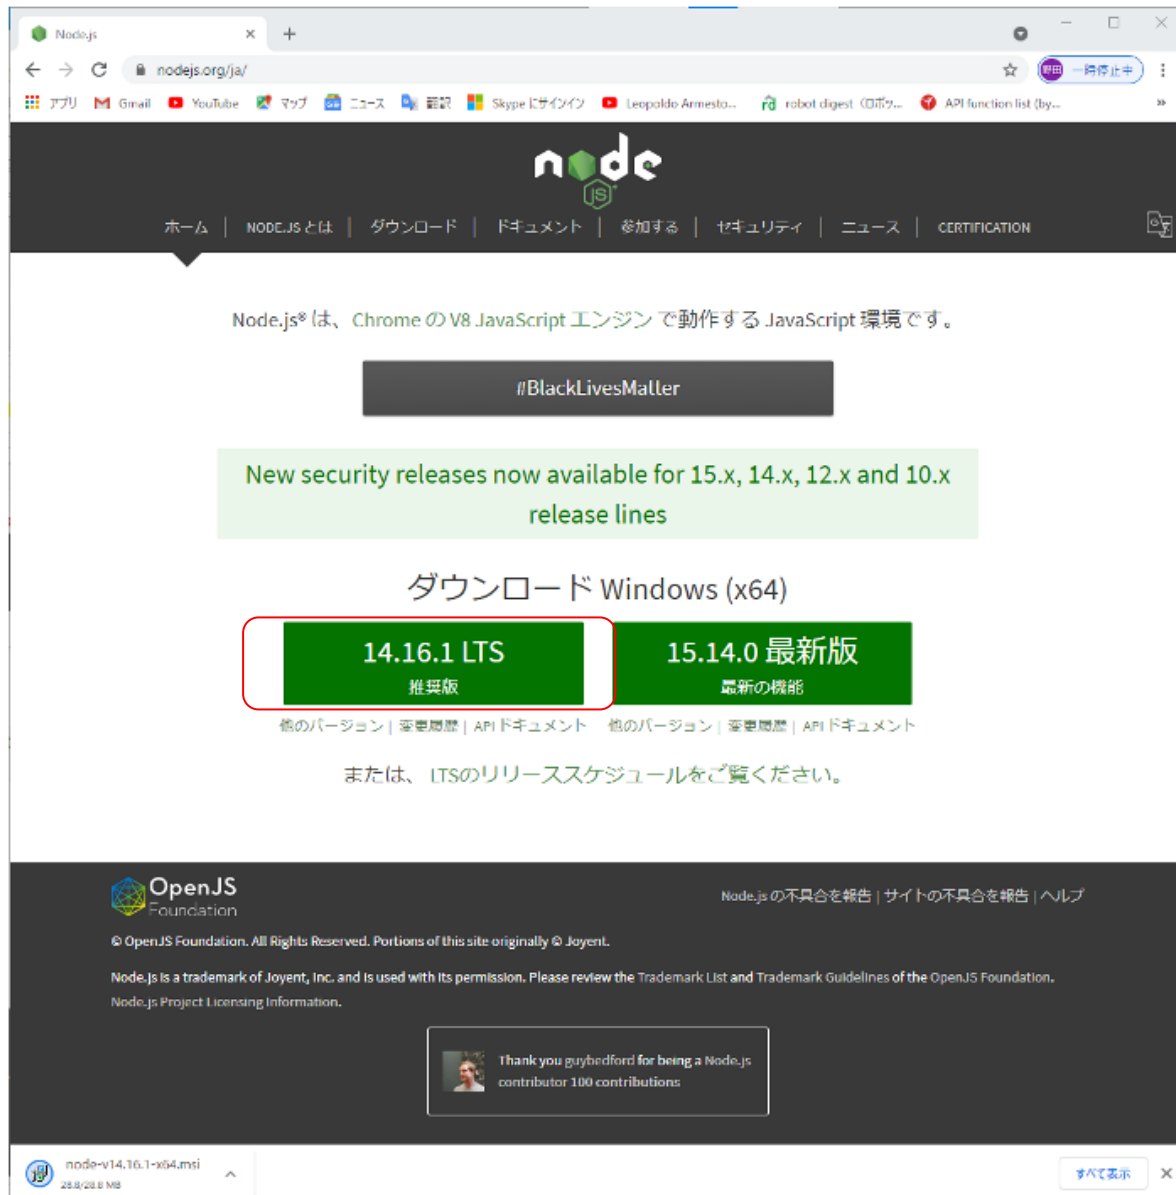 Node.js
nodejs.org/ja/
野田 一時停止中
アプリ Gmail YouTube マップ ニュース 翻訳 Skype にサインイン Leopoldo Armesto... robot digest (ロボッ... API function list (by...
node
JS
ホーム | NODE.JS とは | ダウンロード | ドキュメント | 参加する | セキュリティ | ニュース | CERTIFICATION
Node.js® は、Chrome の V8 JavaScript エンジン で動作する JavaScript 環境です。
#BlackLivesMatter
New security releases now available for 15.x, 14.x, 12.x and 10.x
release lines
ダウンロード Windows (x64)
14.16.1 LTS
推奨版
15.14.0 最新版
最新の機能
他のバージョン | 変更履歴 | API ドキュメント
他のバージョン | 変更履歴 | API ドキュメント
または、 LTSのリリーススケジュールをご覧ください。
OpenJS
Foundation
Node.js の不具合を報告 | サイトの不具合を報告 | ヘルプ
© OpenJS Foundation. All Rights Reserved. Portions of this site originally © Joyent.
Node.js is a trademark of Joyent, Inc. and is used with its permission. Please review the Trademark List and Trademark Guidelines of the OpenJS Foundation.
Node.js Project Licensing Information.
Thank you guybedford for being a Node.js
contributor 100 contributions
node-v14.16.1-x64.msi
28.8/28.8 MB
すべて表示